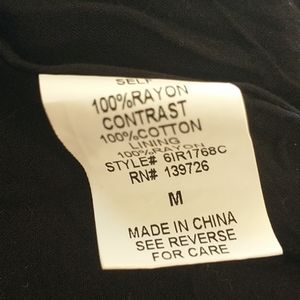 SELF
100%RAYON
CONTRAST
100%COTTON
LINING
100%RAYON
STYLE# 6IR1768C
RN# 139726
M
MADE IN CHINA
SEE REVERSE
FOR CARE